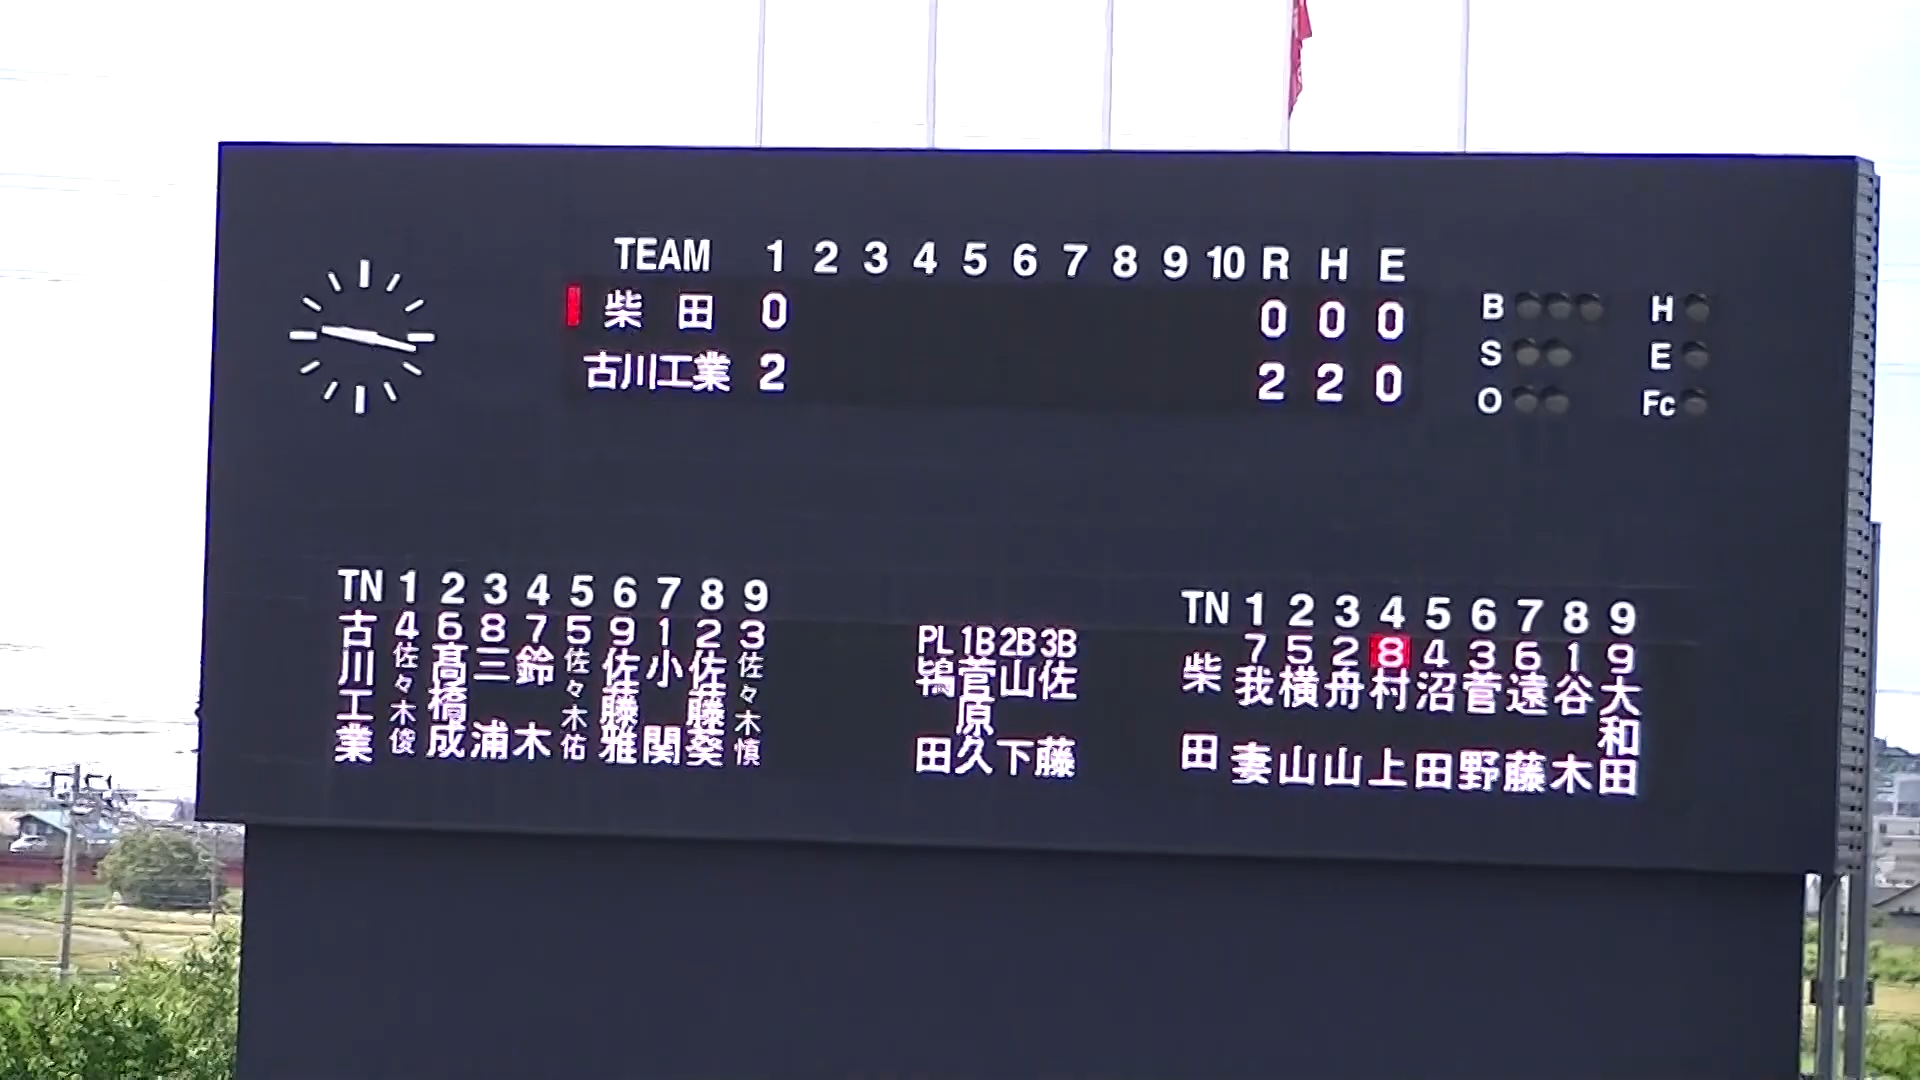 TEAM 1 2 3 4 5 6 7 8 9 10 R H E
柴田 0 0 0 0
古川工業 2 2 2 0
B H
S E
O Fc
TN 1 2 3 4 5 6 7 8 9
古川工業 4 6 8 7 5 9 1 2 3
佐々木俊
髙橋成
三浦
鈴木
佐々木佑
佐藤雅
小関
佐藤葵
佐々木慎
PL 1B 2B 3B
田
菅原久
山下
佐藤
TN 1 2 3 4 5 6 7 8 9
柴田 7 5 2 8 4 3 6 1 9
我妻
横山
舟山
村上
沼田
菅野
遠藤
谷木
大和田